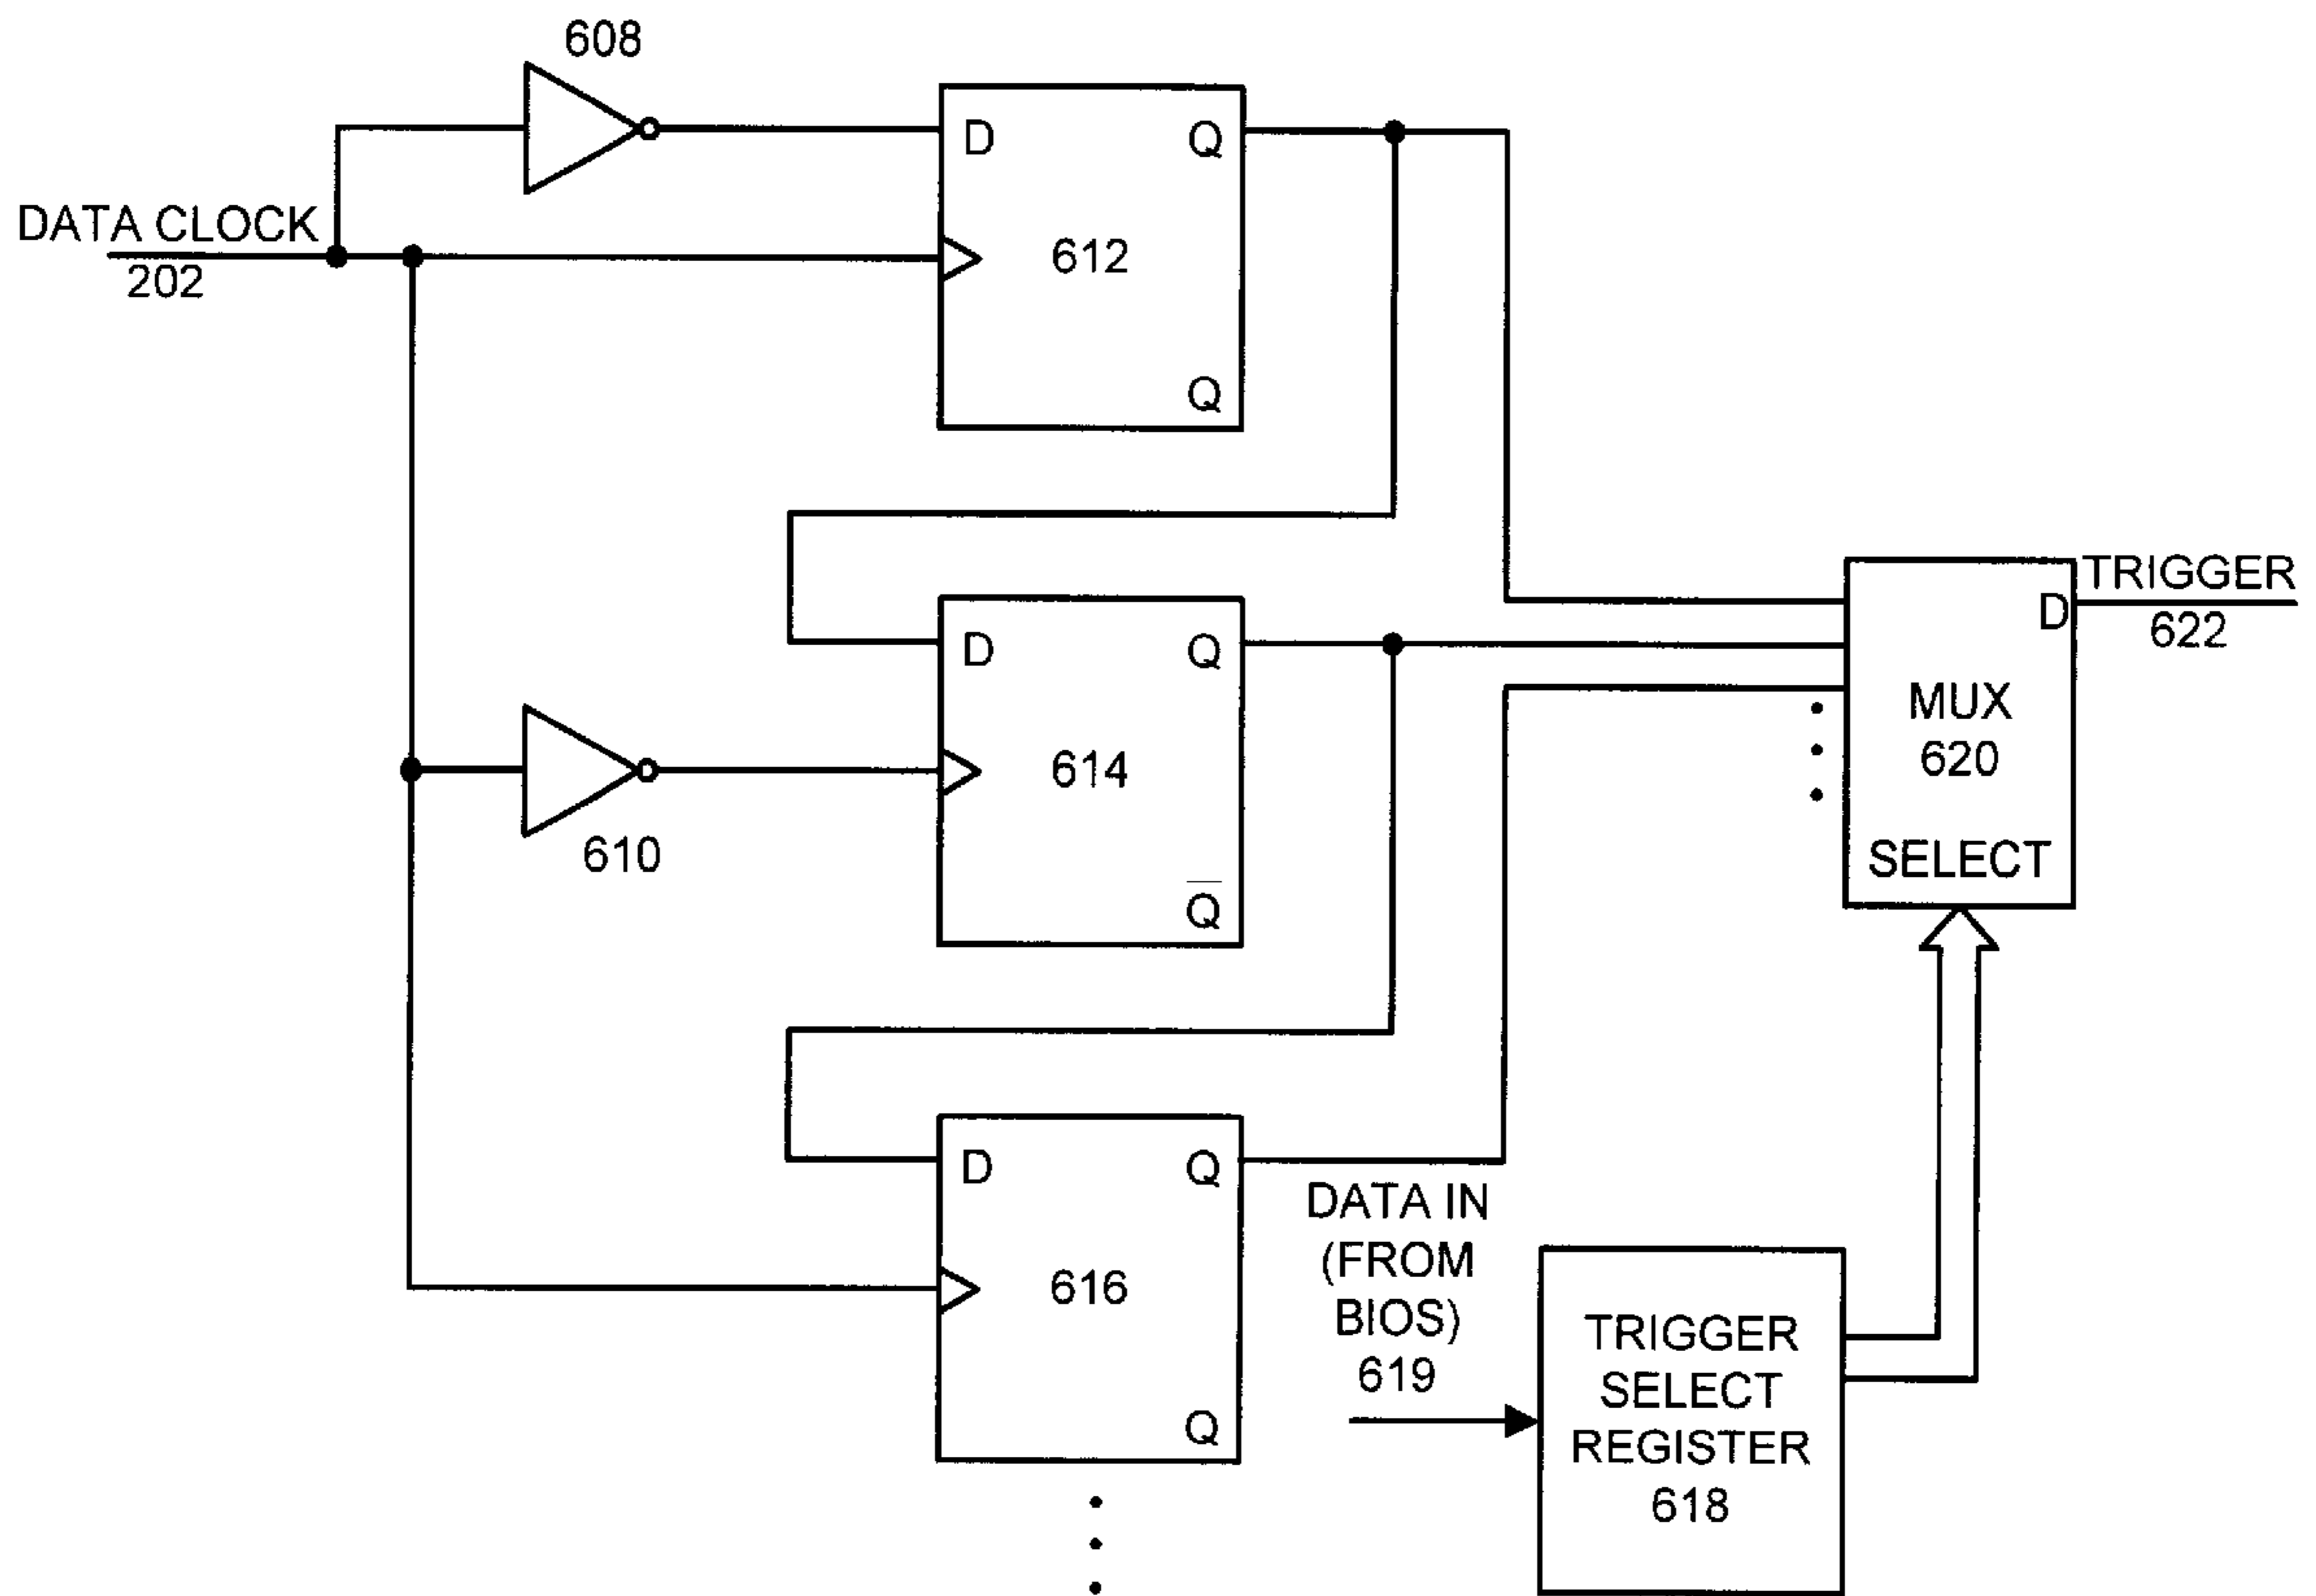 608
D
Q
DATA CLOCK
202
612
Q
D
Q
614
610
Q̅
D
Q
616
Q
TRIGGER
D
622
MUX
620
SELECT
DATA IN
(FROM
BIOS)
619
TRIGGER
SELECT
REGISTER
618